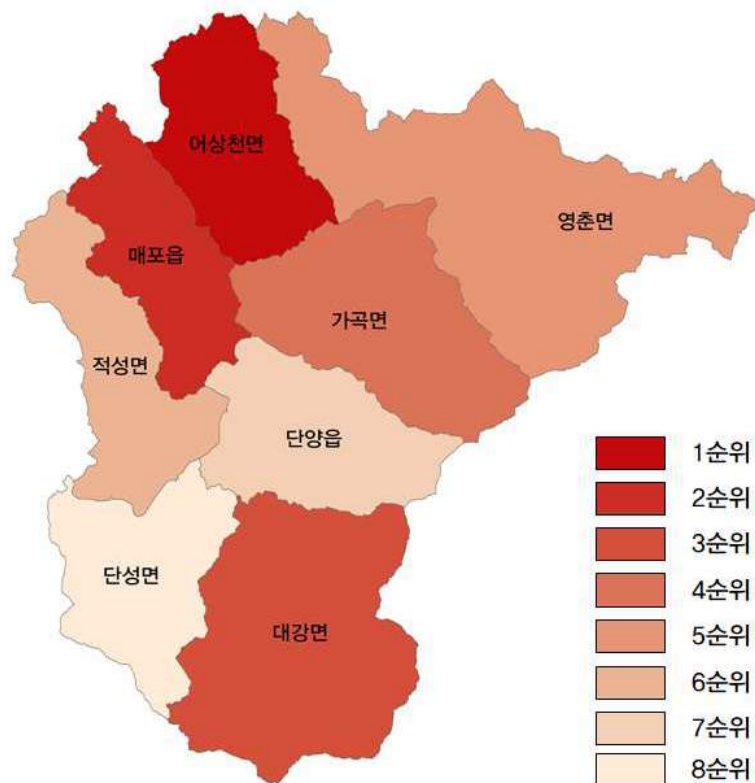 어상천면
영춘면
매포읍
가곡면
적성면
단양읍
단성면
대강면
1순위
2순위
3순위
4순위
5순위
6순위
7순위
8순위